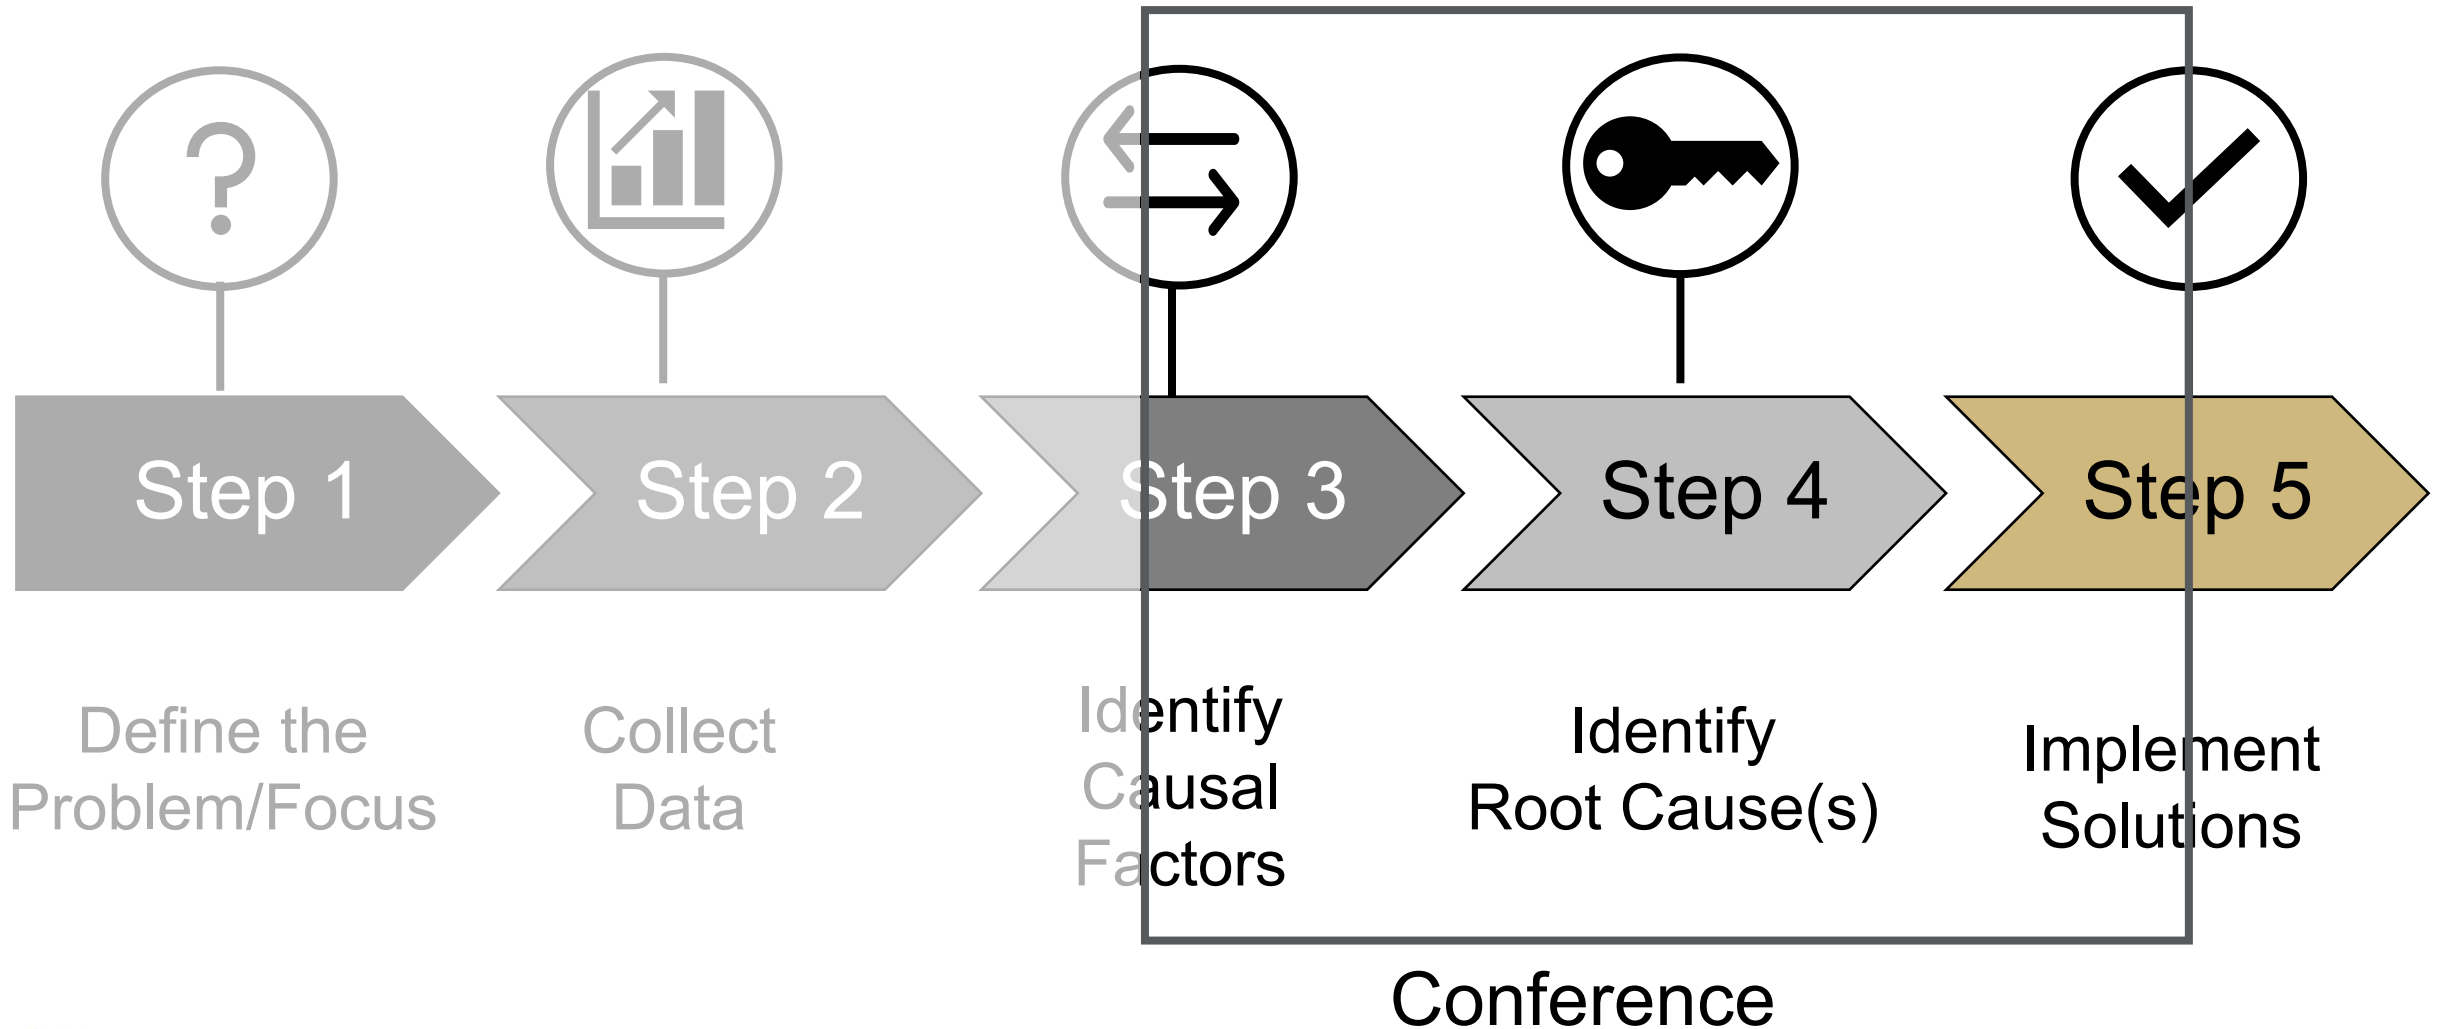 Step 1
Step 2
Step 3
Step 4
Step 5
Define the
Problem/Focus
Collect
Data
Identify
Causal
Factors
Identify
Root Cause(s)
Implement
Solutions
Conference